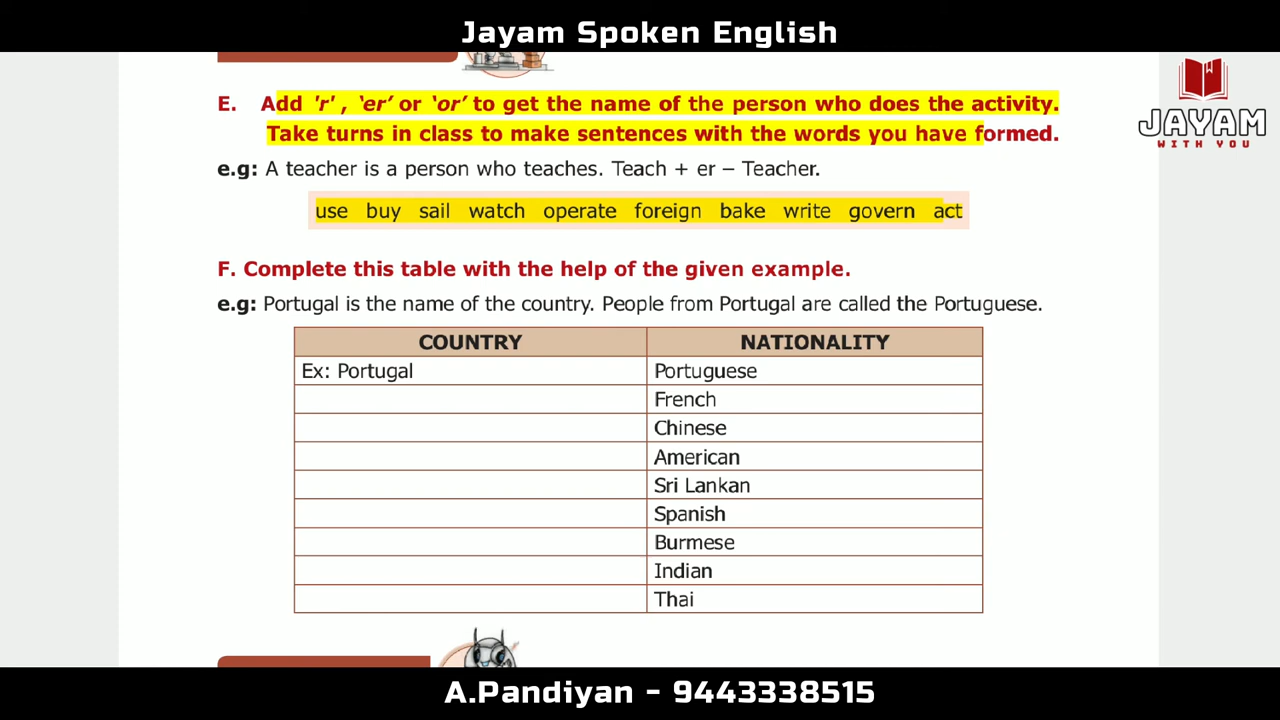 Jayam Spoken English
JAYAM
WITH YOU
E. Add 'r' , ‘er’ or ‘or’ to get the name of the person who does the activity.
Take turns in class to make sentences with the words you have formed.
e.g: A teacher is a person who teaches. Teach + er – Teacher.
use buy sail watch operate foreign bake write govern act
F. Complete this table with the help of the given example.
e.g: Portugal is the name of the country. People from Portugal are called the Portuguese.
COUNTRY NATIONALITY
Ex: Portugal Portuguese
French
Chinese
American
Sri Lankan
Spanish
Burmese
Indian
Thai
A.Pandiyan - 9443338515